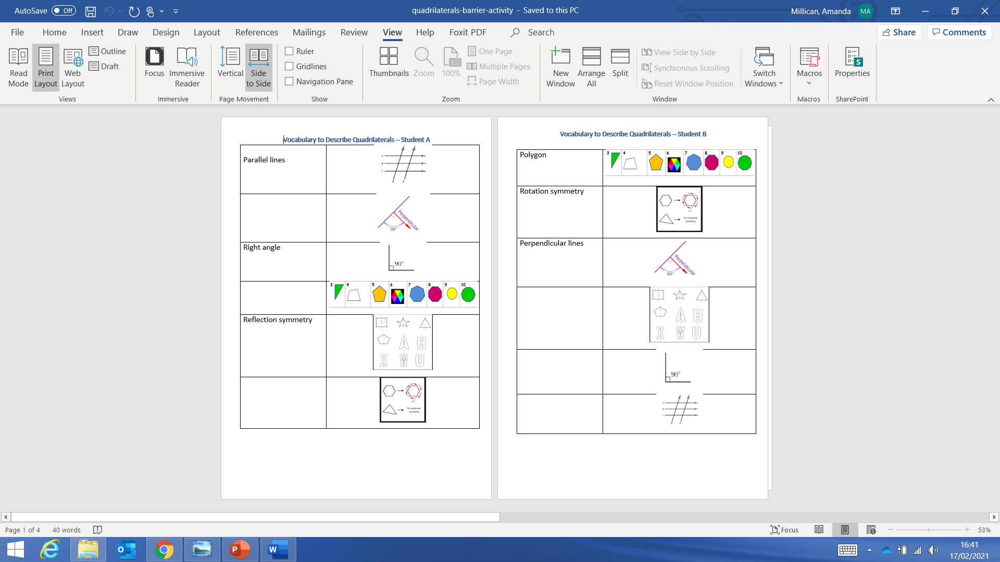 AutoSave Off
quadrilaterals-barrier-activity - Saved to this PC
Millican, Amanda MA
File Home Insert Draw Design Layout References Mailings Review View Help Foxit PDF Search Share Comments
Read Mode
Print Layout
Web Layout
Outline
Draft
Views
Focus
Immersive Reader
Immersive
Vertical
Side to Side
Page Movement
Ruler
Gridlines
Navigation Pane
Show
Thumbnails
Zoom
100
100%
One Page
Multiple Pages
Page Width
Zoom
New Window
Arrange All
Split
View Side by Side
Synchronous Scrolling
Reset Window Position
Switch Windows
Window
Macros
Macros
Properties
SharePoint
Vocabulary to Describe Quadrilaterals – Student A
Parallel lines
Perpendicular
90°
Right angle
90°
3 4 5 6 7 8 9 10
Reflection symmetry
A H
X W U
No rotational
symmetry
Vocabulary to Describe Quadrilaterals – Student B
Polygon
3 4 5 6 7 8 9 10
Rotation symmetry
No rotational
symmetry
Perpendicular lines
Perpendicular
90°
A H
X W U
90°
Page 1 of 4 40 words
Focus
53%
16:41
17/02/2021